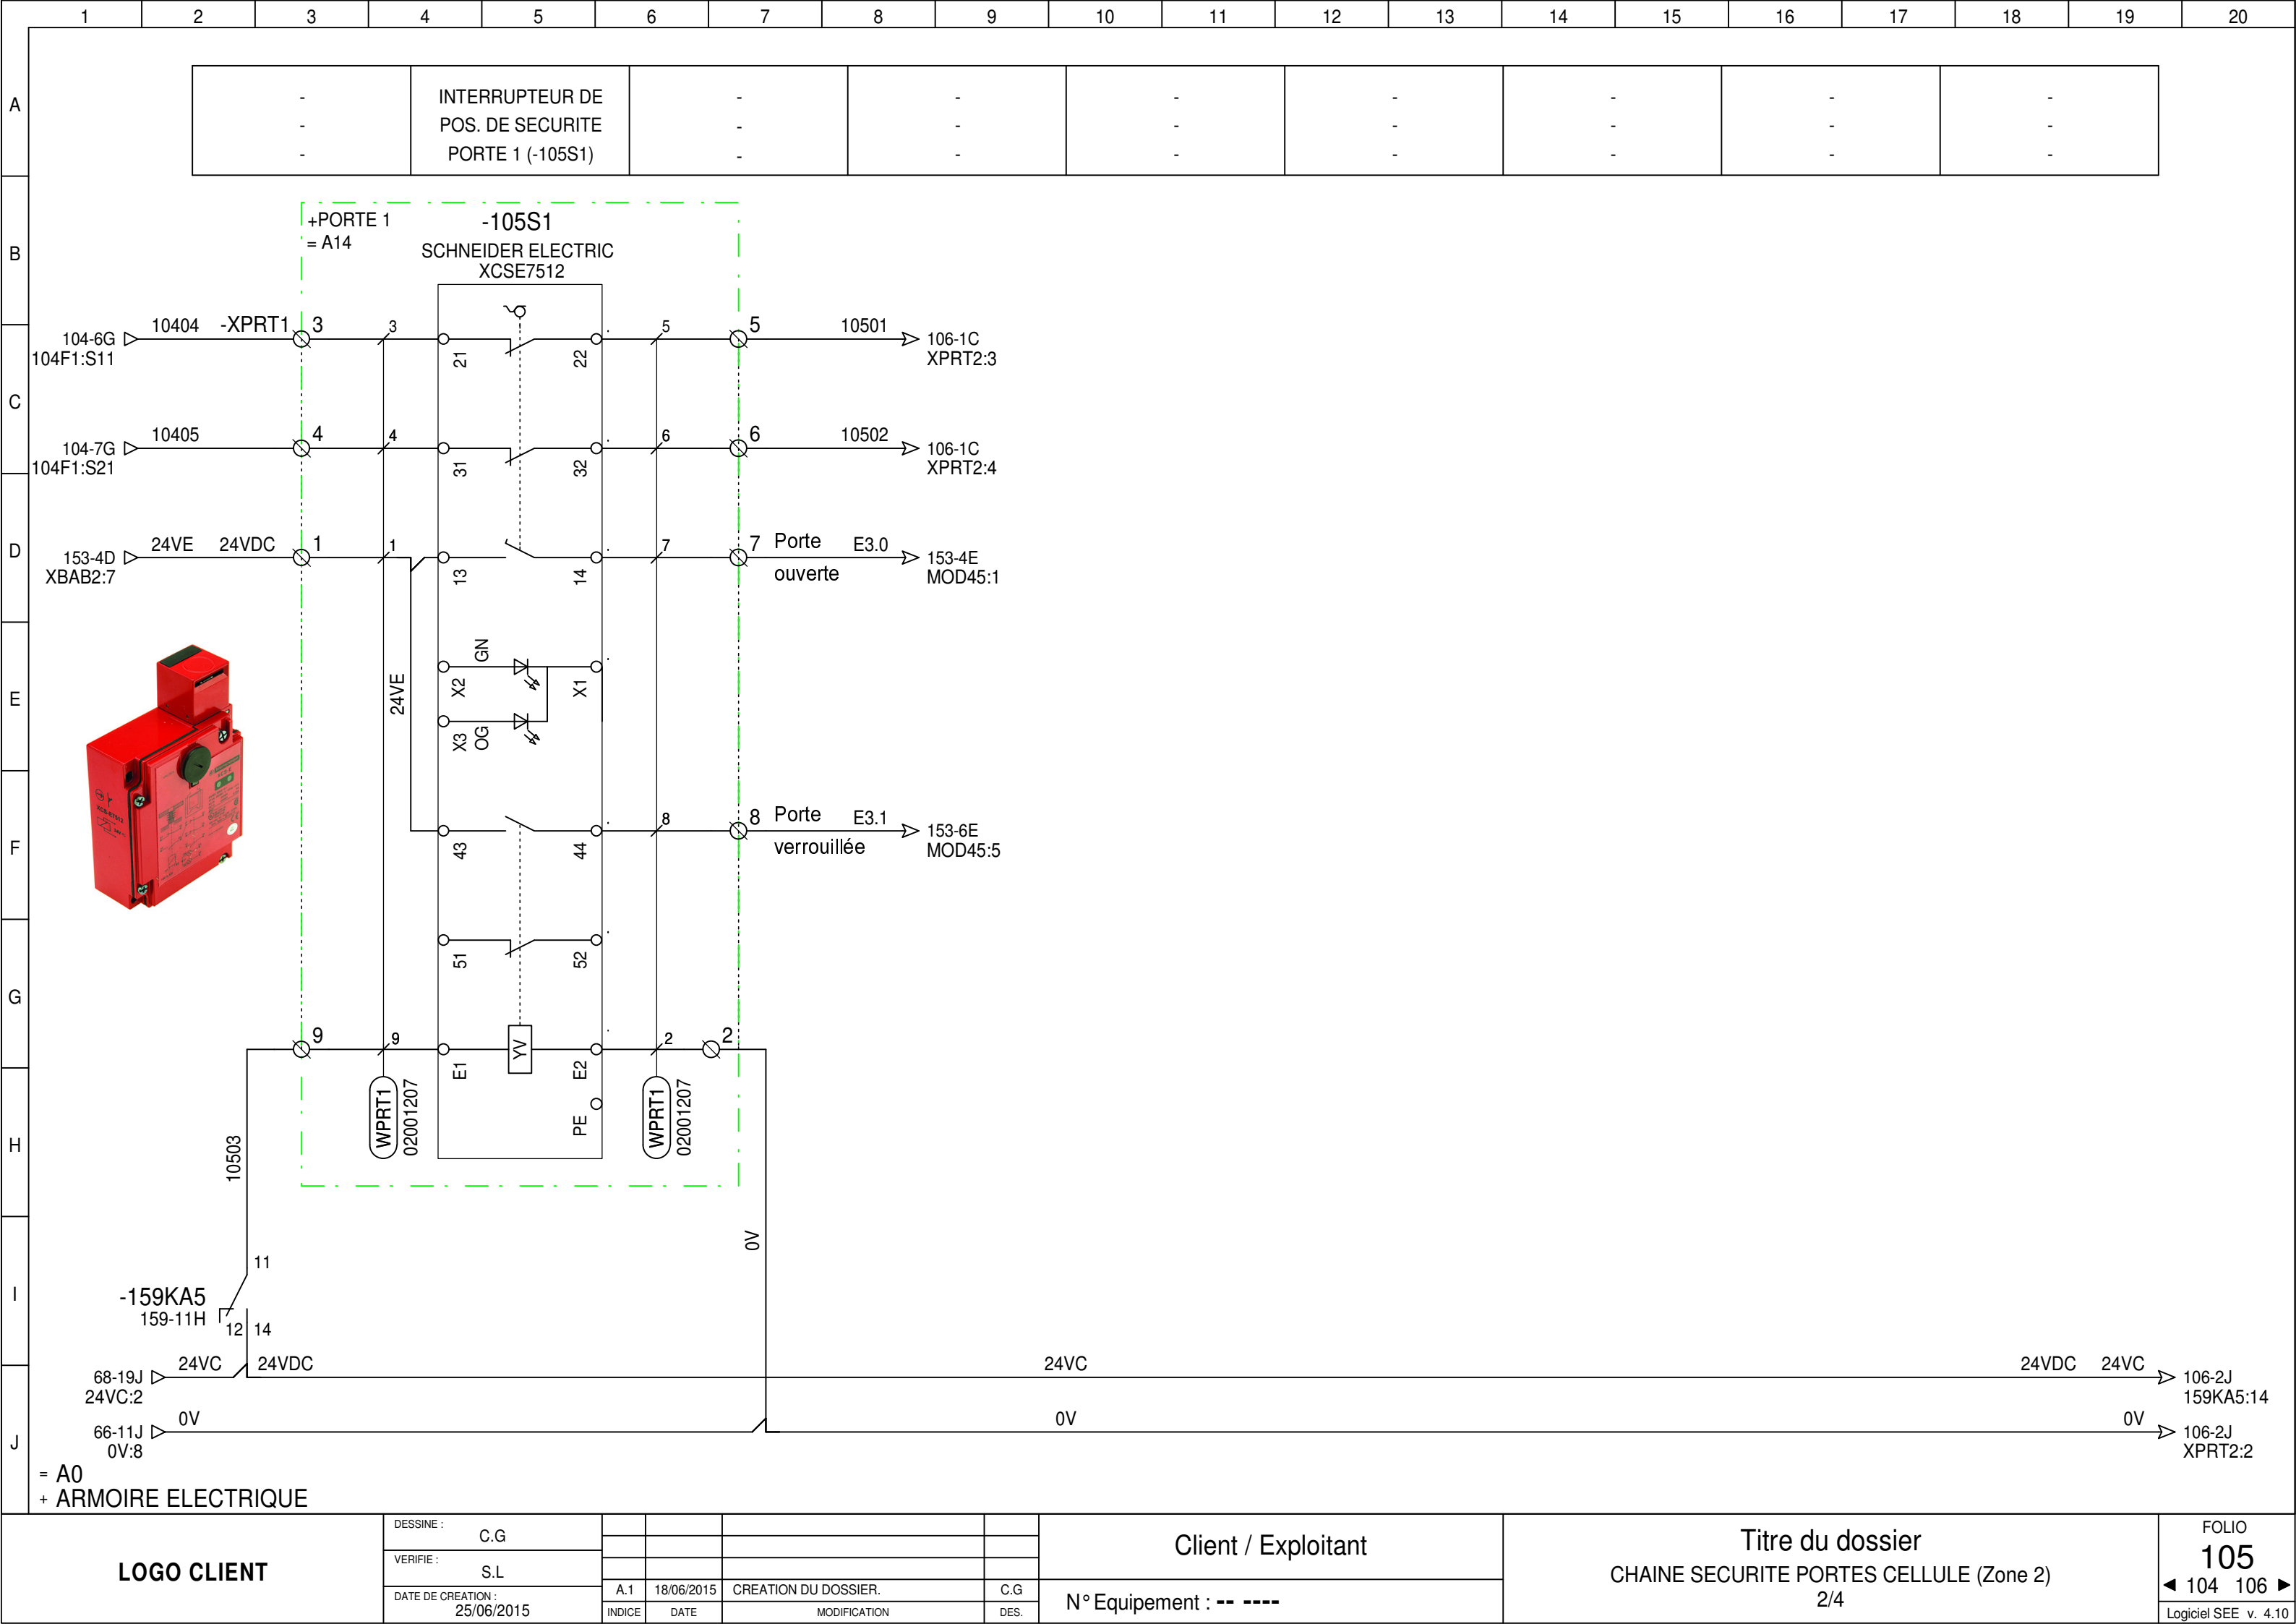 1 2 3 4 5 6 7 8 9 10 11 12 13 14 15 16 17 18 19 20
A
B
C
D
E
F
G
H
I
J
- INTERRUPTEUR DE - - - - - - -
- POS. DE SECURITE - - - - - - -
- PORTE 1 (-105S1) - - - - - - -
+PORTE 1
= A14
-105S1
SCHNEIDER ELECTRIC
XCSE7512
104-6G
104F1:S11
10404
-XPRT1
3
3
21
22
5
5
10501
106-1C
XPRT2:3
104-7G
104F1:S21
10405
4
4
31
32
6
6
10502
106-1C
XPRT2:4
153-4D
XBAB2:7
24VE
24VDC
1
1
13
14
7
7
Porte
ouverte
E3.0
153-4E
MOD45:1
24VE
X2
GN
X1
X3
OG
43
44
8
8
Porte
verrouillée
E3.1
153-6E
MOD45:5
51
52
9
9
E1
YV
E2
2
2
PE
WPRT1
02001207
WPRT1
02001207
10503
0V
11
-159KA5
159-11H
12
14
68-19J
24VC:2
24VC
24VDC
24VC
24VDC
24VC
106-2J
159KA5:14
66-11J
0V:8
0V
0V
0V
106-2J
XPRT2:2
= A0
+ ARMOIRE ELECTRIQUE
LOGO CLIENT
DESSINE :
C.G
VERIFIE :
S.L
DATE DE CREATION :
25/06/2015
A.1 18/06/2015 CREATION DU DOSSIER. C.G
INDICE DATE MODIFICATION DES.
Client / Exploitant
N° Equipement : -- ----
Titre du dossier
CHAINE SECURITE PORTES CELLULE (Zone 2)
2/4
FOLIO
105
◄ 104 106 ►
Logiciel SEE v. 4.10